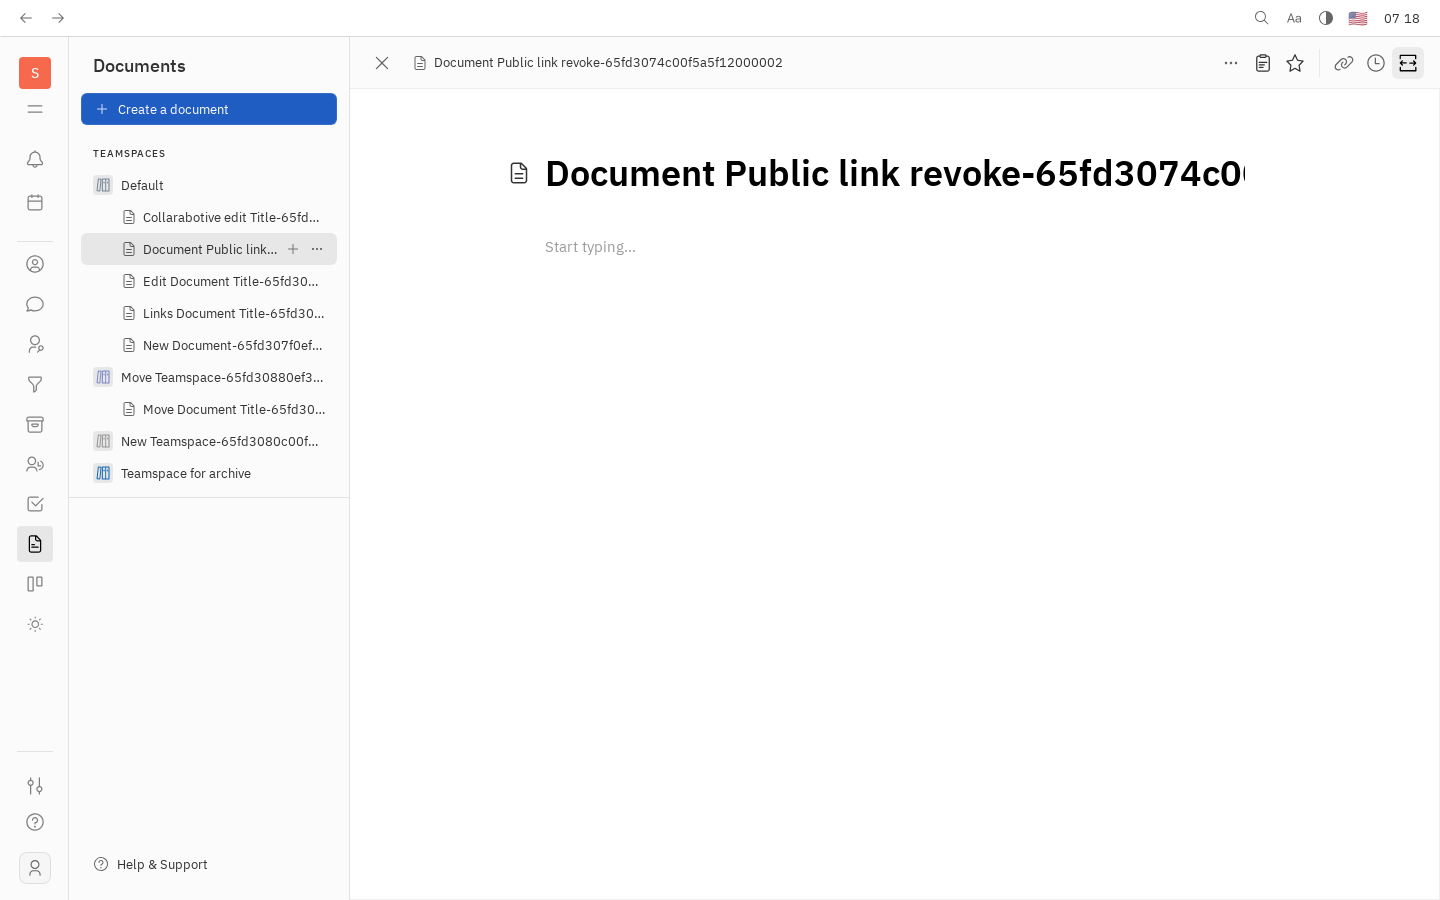 Aa
07 18
S
Documents
Document Public link revoke-65fd3074c00f5a5f12000002
Create a document
TEAMSPACES
Default
Collarabotive edit Title-65fd...
Document Public link...
Edit Document Title-65fd30...
Links Document Title-65fd30...
New Document-65fd307f0ef...
Move Teamspace-65fd30880ef3...
Move Document Title-65fd30...
New Teamspace-65fd3080c00f...
Teamspace for archive
Document Public link revoke-65fd3074c0
Start typing...
Help & Support